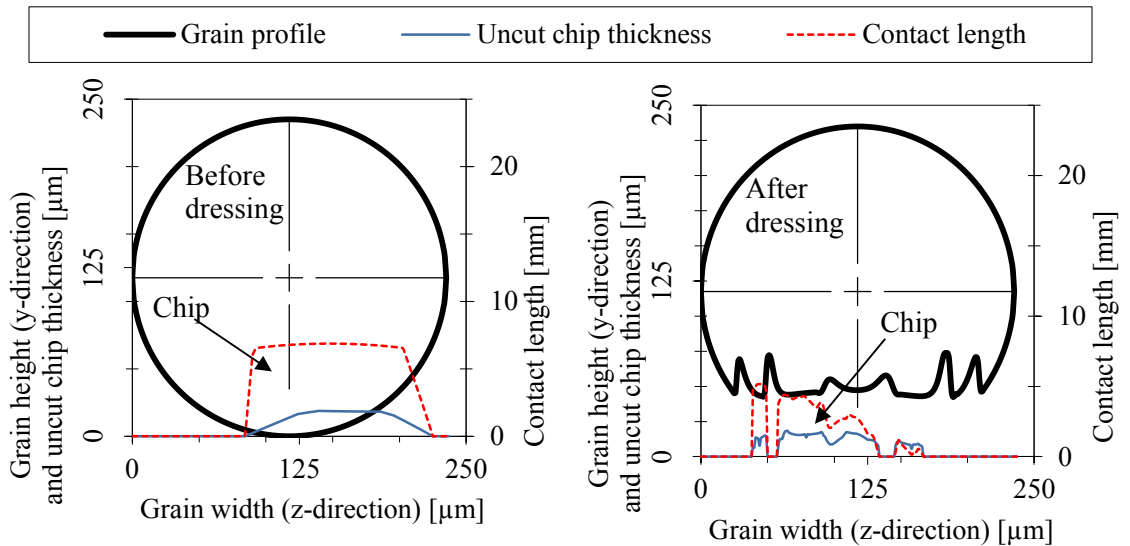 Grain profile
Uncut chip thickness
Contact length
Grain height (y-direction)
and uncut chip thickness [µm]
250
125
0
Before
dressing
Chip
20
10
0
Contact length [mm]
0
125
250
Grain width (z-direction) [µm]
Grain height (y-direction)
and uncut chip thickness [µm]
250
125
0
After
dressing
Chip
20
10
0
Contact length [mm]
0
125
250
Grain width (z-direction) [µm]